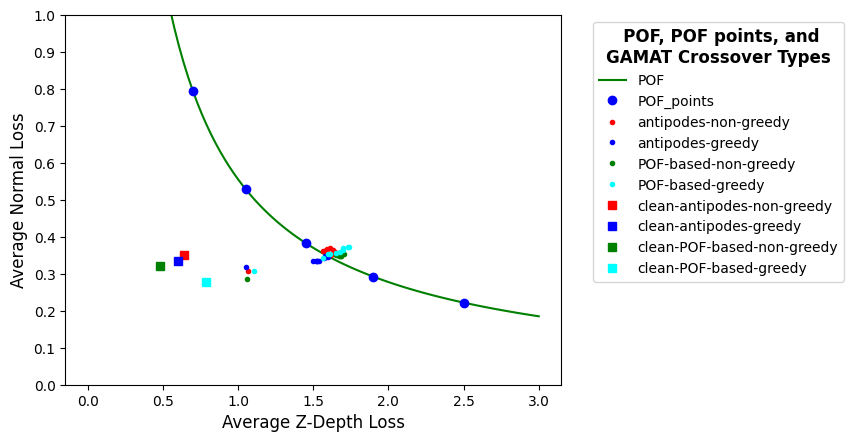 1.0
0.9
0.8
0.7
0.6
0.5
0.4
0.3
0.2
0.1
0.0
Average Normal Loss
0.0 0.5 1.0 1.5 2.0 2.5 3.0
Average Z-Depth Loss
POF, POF points, and
GAMAT Crossover Types
POF
POF_points
antipodes-non-greedy
antipodes-greedy
POF-based-non-greedy
POF-based-greedy
clean-antipodes-non-greedy
clean-antipodes-greedy
clean-POF-based-non-greedy
clean-POF-based-greedy